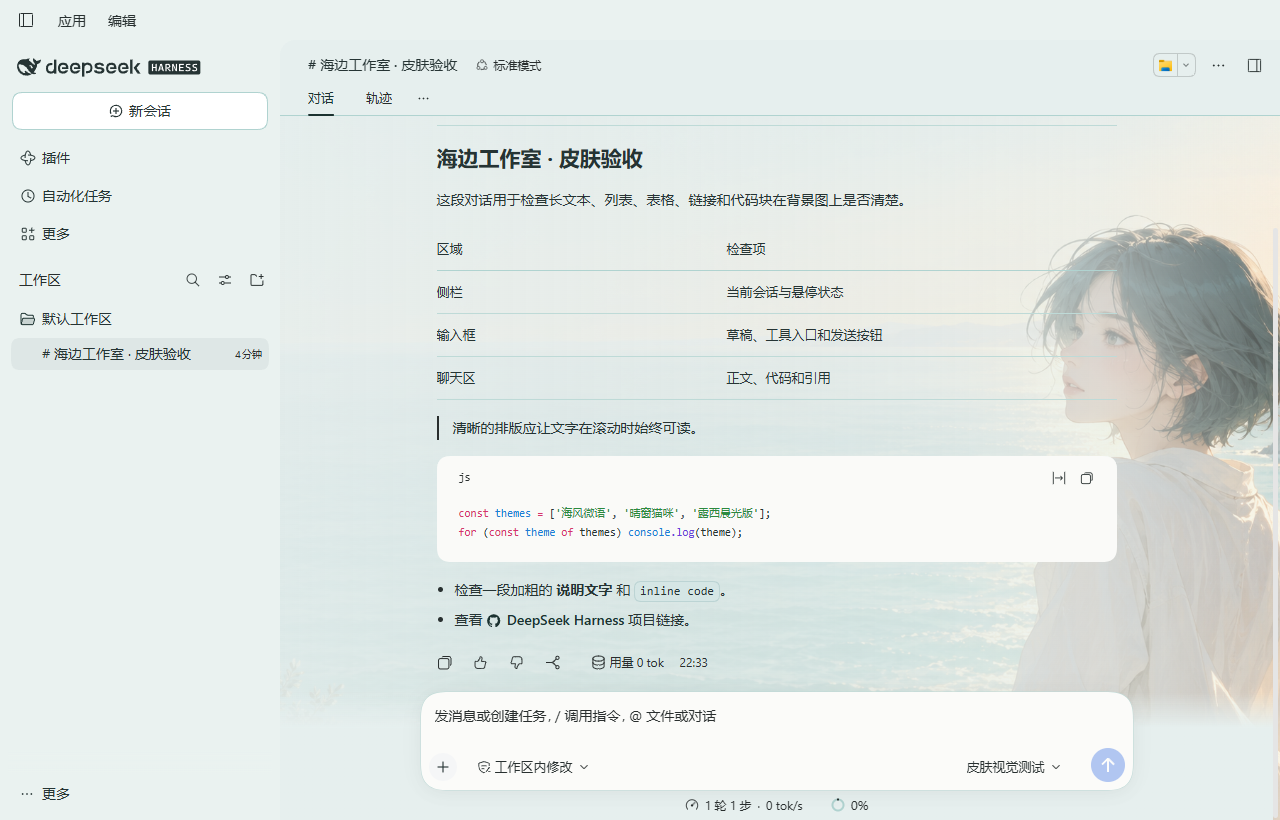 应用 编辑
deepseek HARNESS
新会话
插件
自动化任务
更多
工作区
默认工作区
# 海边工作室 · 皮肤验收 4分钟
更多
# 海边工作室 · 皮肤验收 标准模式
对话 轨迹
海边工作室 · 皮肤验收
这段对话用于检查长文本、列表、表格、链接和代码块在背景图上是否清楚。
区域 检查项
侧栏 当前会话与悬停状态
输入框 草稿、工具入口和发送按钮
聊天区 正文、代码和引用
清晰的排版应让文字在滚动时始终可读。
js
const themes = ['海风微语', '晴窗猫咪', '露西晨光版'];
for (const theme of themes) console.log(theme);
检查一段加粗的 说明文字 和 inline code 。
查看 DeepSeek Harness 项目链接。
用量 0 tok 22:33
发消息或创建任务, / 调用指令, @ 文件或对话
工作区内修改 皮肤视觉测试
1 轮 1 步 · 0 tok/s 0%